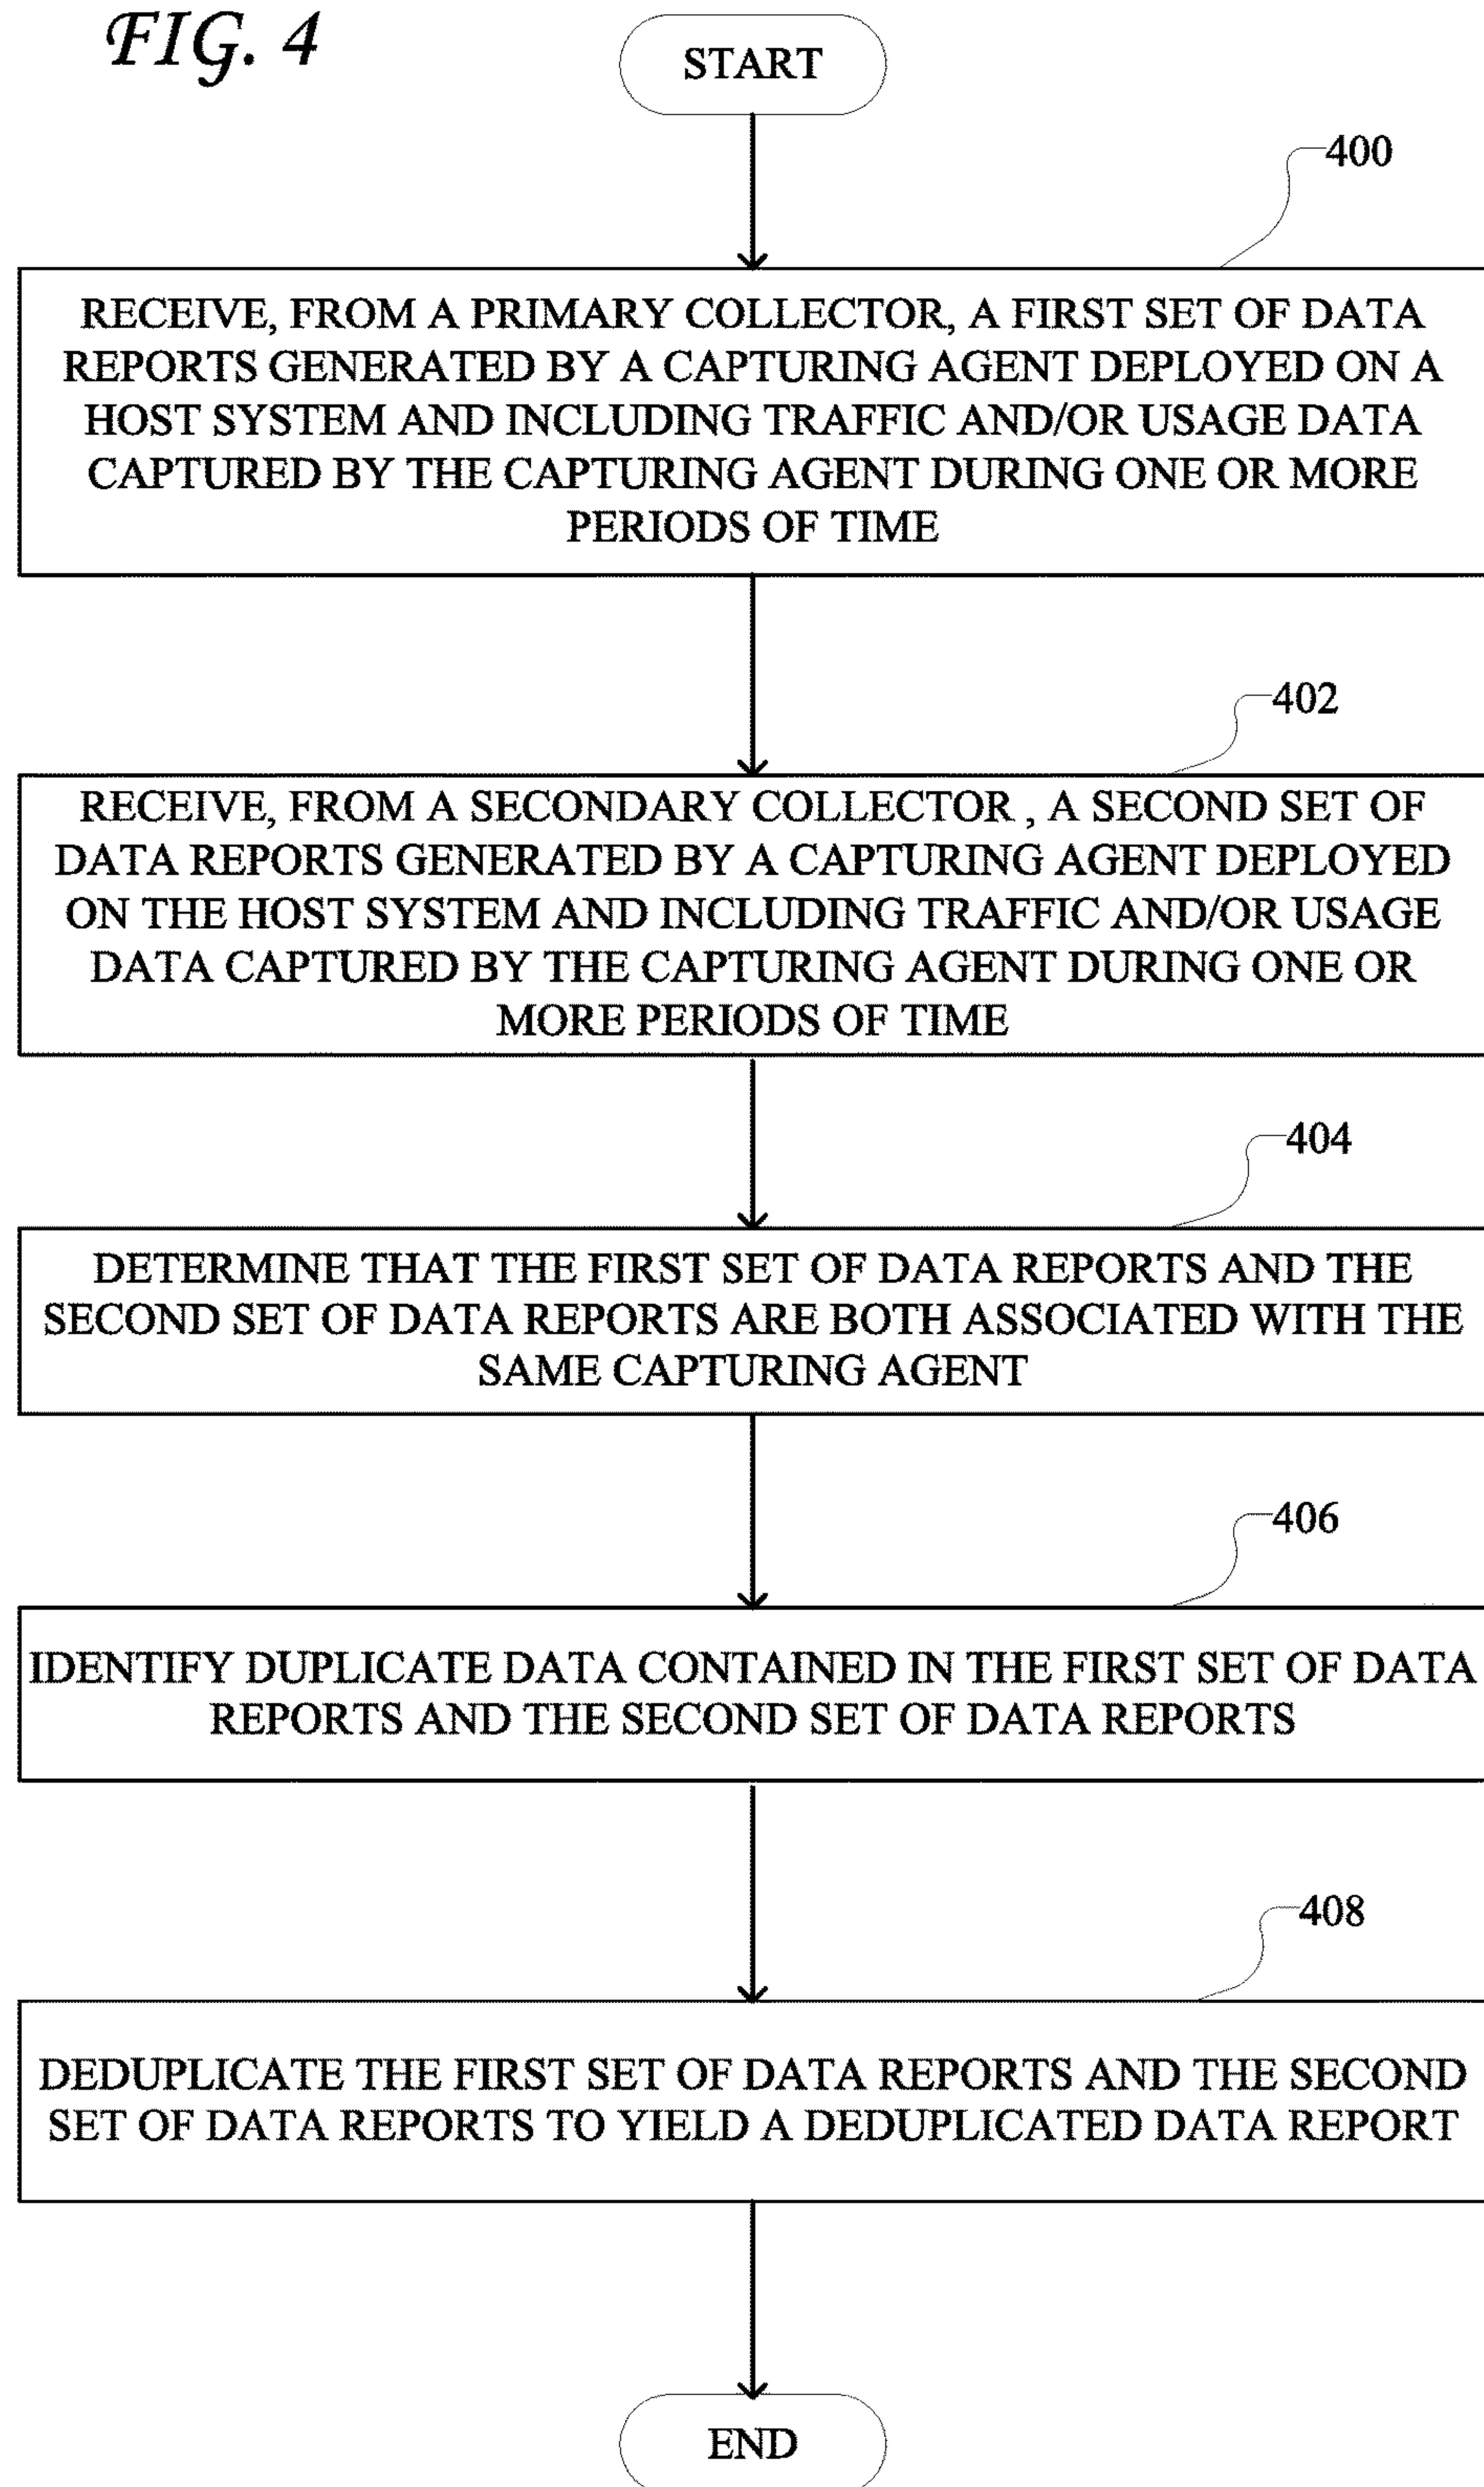 FIG. 4
START
400
RECEIVE, FROM A PRIMARY COLLECTOR, A FIRST SET OF DATA
REPORTS GENERATED BY A CAPTURING AGENT DEPLOYED ON A
HOST SYSTEM AND INCLUDING TRAFFIC AND/OR USAGE DATA
CAPTURED BY THE CAPTURING AGENT DURING ONE OR MORE
PERIODS OF TIME
402
RECEIVE, FROM A SECONDARY COLLECTOR , A SECOND SET OF
DATA REPORTS GENERATED BY A CAPTURING AGENT DEPLOYED
ON THE HOST SYSTEM AND INCLUDING TRAFFIC AND/OR USAGE
DATA CAPTURED BY THE CAPTURING AGENT DURING ONE OR
MORE PERIODS OF TIME
404
DETERMINE THAT THE FIRST SET OF DATA REPORTS AND THE
SECOND SET OF DATA REPORTS ARE BOTH ASSOCIATED WITH THE
SAME CAPTURING AGENT
406
IDENTIFY DUPLICATE DATA CONTAINED IN THE FIRST SET OF DATA
REPORTS AND THE SECOND SET OF DATA REPORTS
408
DEDUPLICATE THE FIRST SET OF DATA REPORTS AND THE SECOND
SET OF DATA REPORTS TO YIELD A DEDUPLICATED DATA REPORT
END